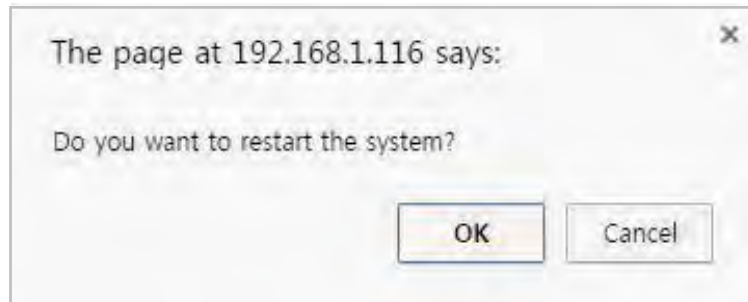 The page at 192.168.1.116 says:
Do you want to restart the system?
OK Cancel